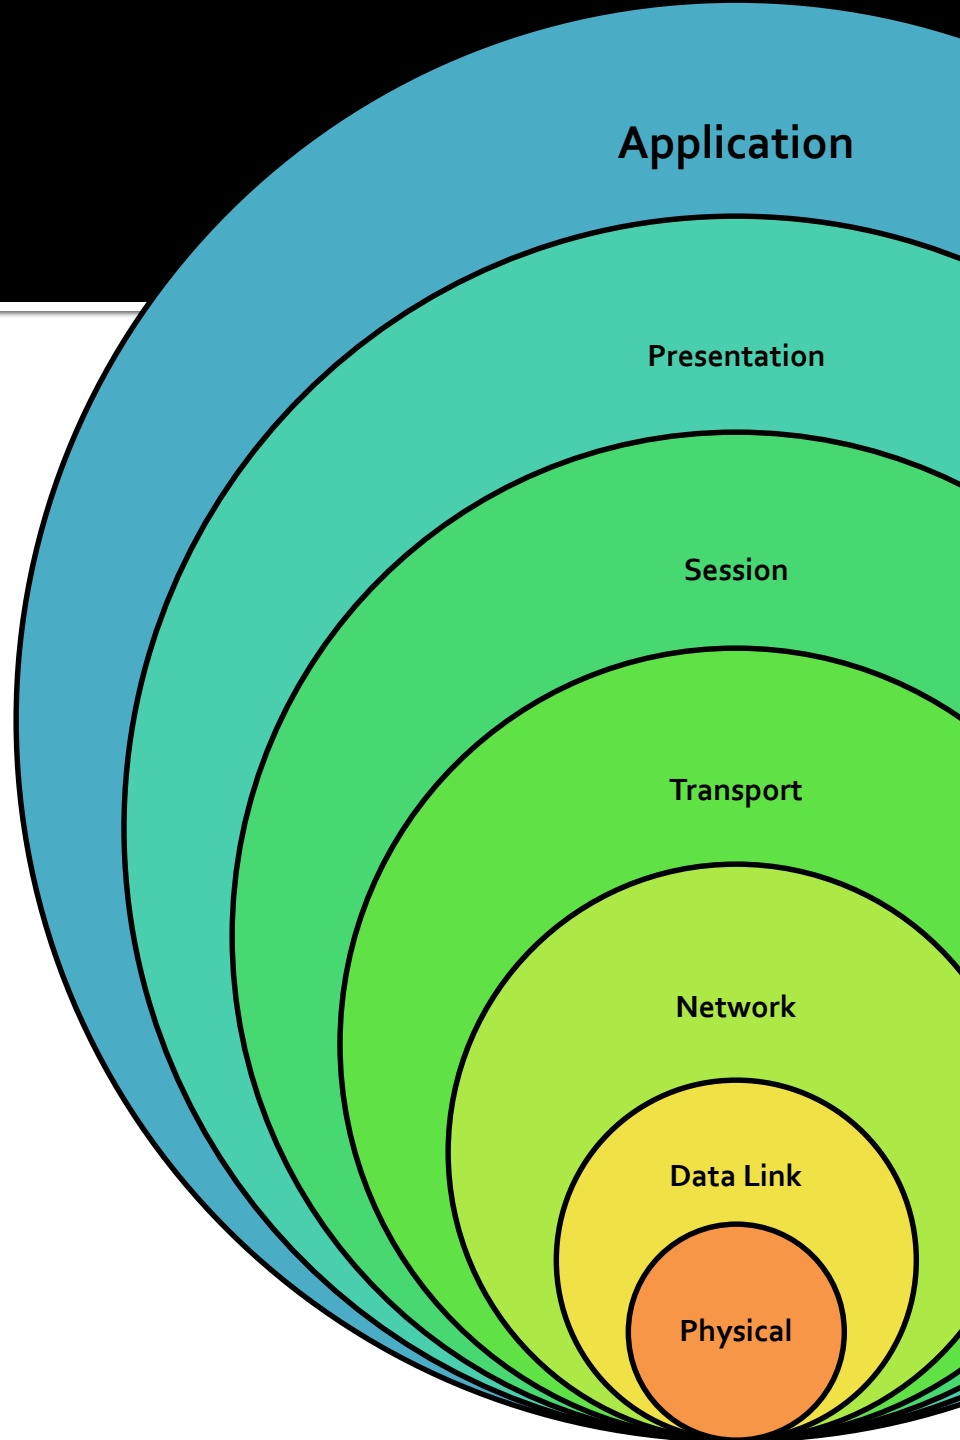 Application
Presentation
Session
Transport
Network
Data Link
Physical